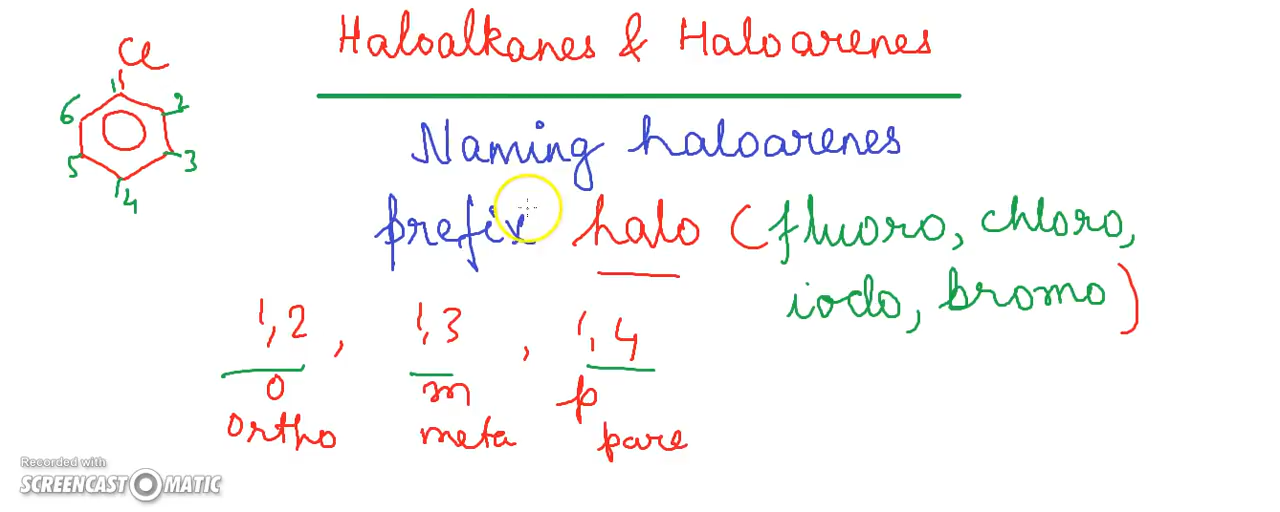 Haloalkanes & Haloarenes
Cl
1
6
2
5
3
4
Naming haloarenes
prefix halo (fluoro, chloro,
iodo, bromo)
1,2 , 1,3 , 1,4
o m p
ortho meta pare
Recorded with
SCREENCAST MATIC